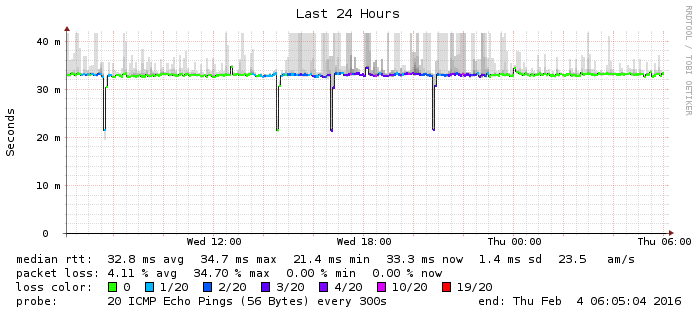 Last 24 Hours
RRDTOOL / TOBI OETIKER
Seconds
40 m
30 m
20 m
10 m
0
Wed 12:00 Wed 18:00 Thu 00:00 Thu 06:00
median rtt: 32.8 ms avg 34.7 ms max 21.4 ms min 33.3 ms now 1.4 ms sd 23.5 am/s
packet loss: 4.11 % avg 34.70 % max 0.00 % min 0.00 % now
loss color: 0 1/20 2/20 3/20 4/20 10/20 19/20
probe: 20 ICMP Echo Pings (56 Bytes) every 300s end: Thu Feb 4 06:05:04 2016